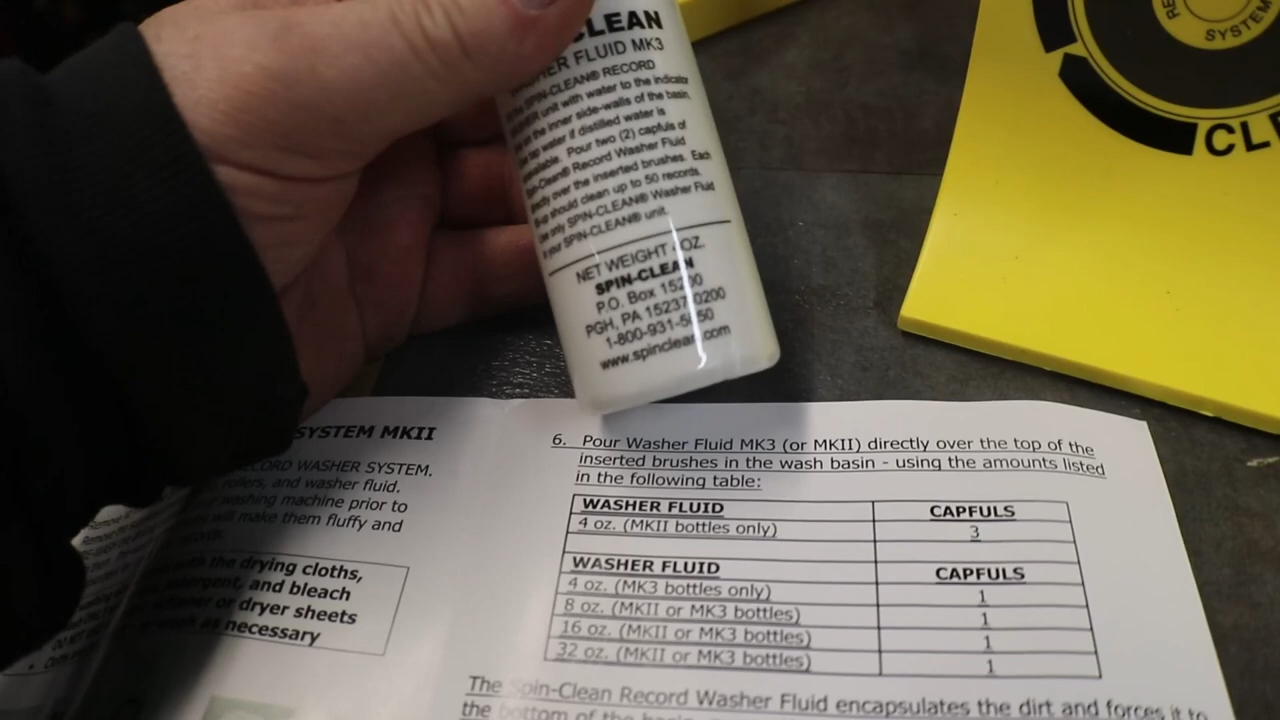 CLEAN
WASHER FLUID MK3
SPIN-CLEAN® RECORD
unit with water to the indicator
the inner side-walls of the basin,
tap water if distilled water is
Pour two (2) capfuls of
Spin-Clean® Record Washer Fluid
directly over the inserted brushes. Each
should clean up to 50 records.
Use only SPIN-CLEAN® Washer Fluid
in your SPIN-CLEAN® unit.
NET WEIGHT 4 OZ.
SPIN-CLEAN
P.O. Box
PGH, PA 15237 0200
1-800-931-
www.spinclean.com
SYSTEM
CLE
SYSTEM MKII
RECORD WASHER SYSTEM.
rollers, and washer fluid.
washing machine prior to
will make them fluffy and
the drying cloths,
detergent, and bleach
or dryer sheets
as necessary
6. Pour Washer Fluid MK3 (or MKII) directly over the top of the
inserted brushes in the wash basin - using the amounts listed
in the following table:
WASHER FLUID CAPFULS
4 oz. (MKII bottles only) 3
WASHER FLUID CAPFULS
4 oz. (MK3 bottles only) 1
8 oz. (MKII or MK3 bottles) 1
16 oz. (MKII or MK3 bottles) 1
32 oz. (MKII or MK3 bottles) 1
The Spin-Clean Record Washer Fluid encapsulates the dirt and forces it to
the bottom of the